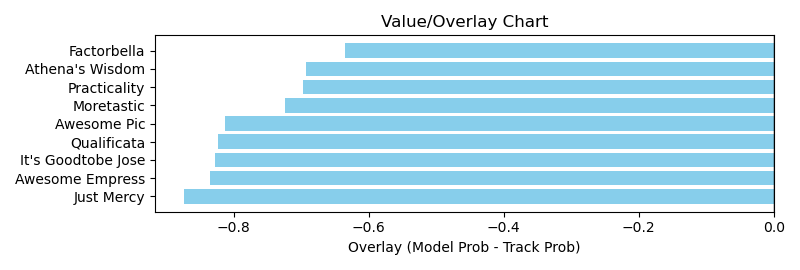 Value/Overlay Chart
Factorbella
Athena's Wisdom
Practicality
Moretastic
Awesome Pic
Qualificata
It's Goodtobe Jose
Awesome Empress
Just Mercy
−0.8 −0.6 −0.4 −0.2 0.0
Overlay (Model Prob - Track Prob)